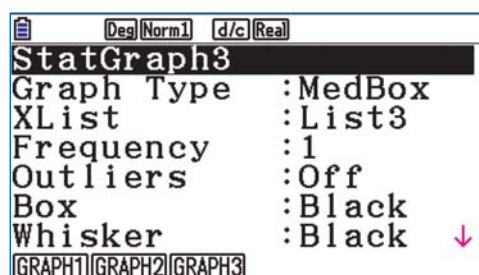 Deg Norm1 d/c Real
StatGraph3
Graph Type :MedBox
XList :List3
Frequency :1
Outliers :Off
Box :Black
Whisker :Black ↓
GRAPH1 GRAPH2 GRAPH3